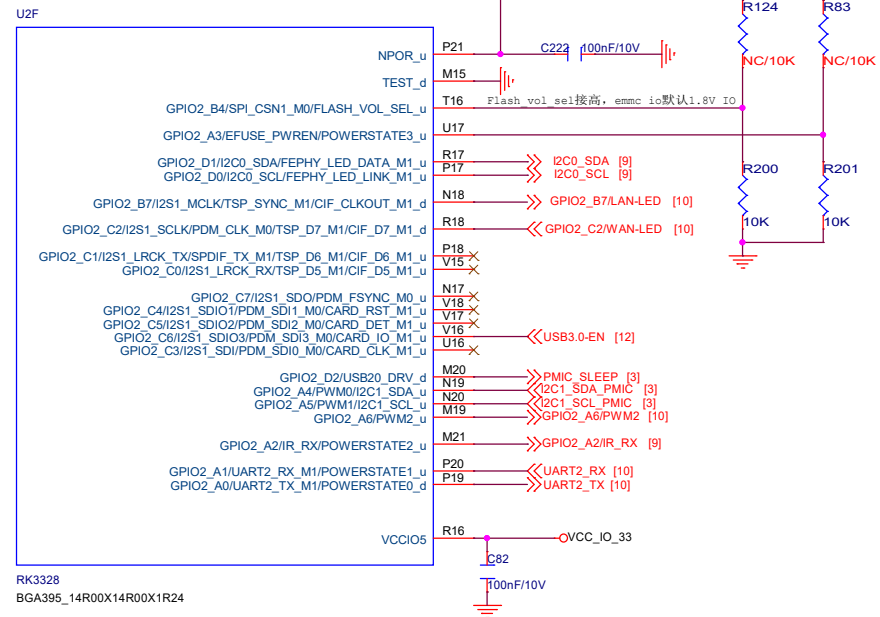 U2F
R124
R83
NPOR_u
P21
C222
100nF/10V
NC/10K
NC/10K
TEST_d
M15
GPIO2_B4/SPI_CSN1_M0/FLASH_VOL_SEL_u
T16
Flash_vol_sel接高，emmc io默认1.8V IO
GPIO2_A3/EFUSE_PWREN/POWERSTATE3_u
U17
GPIO2_D1/I2C0_SDA/FEPHY_LED_DATA_M1_u
R17
I2C0_SDA [9]
GPIO2_D0/I2C0_SCL/FEPHY_LED_LINK_M1_u
P17
I2C0_SCL [9]
R200
R201
GPIO2_B7/I2S1_MCLK/TSP_SYNC_M1/CIF_CLKOUT_M1_d
N18
GPIO2_B7/LAN-LED [10]
10K
10K
GPIO2_C2/I2S1_SCLK/PDM_CLK_M0/TSP_D7_M1/CIF_D7_M1_d
R18
GPIO2_C2/WAN-LED [10]
GPIO2_C1/I2S1_LRCK_TX/SPDIF_TX_M1/TSP_D6_M1/CIF_D6_M1_u
P18
GPIO2_C0/I2S1_LRCK_RX/TSP_D5_M1/CIF_D5_M1_u
V15
GPIO2_C7/I2S1_SDO/PDM_FSYNC_M0_u
N17
GPIO2_C4/I2S1_SDIO1/PDM_SDI1_M0/CARD_RST_M1_u
V18
GPIO2_C5/I2S1_SDIO2/PDM_SDI2_M0/CARD_DET_M1_u
V17
GPIO2_C6/I2S1_SDIO3/PDM_SDI3_M0/CARD_IO_M1_u
V16
USB3.0-EN [12]
GPIO2_C3/I2S1_SDI/PDM_SDI0_M0/CARD_CLK_M1_u
U16
GPIO2_D2/USB20_DRV_d
M20
PMIC_SLEEP [3]
GPIO2_A4/PWM0/I2C1_SDA_u
N19
I2C1_SDA_PMIC [3]
GPIO2_A5/PWM1/I2C1_SCL_u
N20
I2C1_SCL_PMIC [3]
GPIO2_A6/PWM2_u
M19
GPIO2_A6/PWM2 [10]
GPIO2_A2/IR_RX/POWERSTATE2_u
M21
GPIO2_A2/IR_RX [9]
GPIO2_A1/UART2_RX_M1/POWERSTATE1_u
P20
UART2_RX [10]
GPIO2_A0/UART2_TX_M1/POWERSTATE0_d
P19
UART2_TX [10]
VCCIO5
R16
VCC_IO_33
C82
100nF/10V
RK3328
BGA395_14R00X14R00X1R24